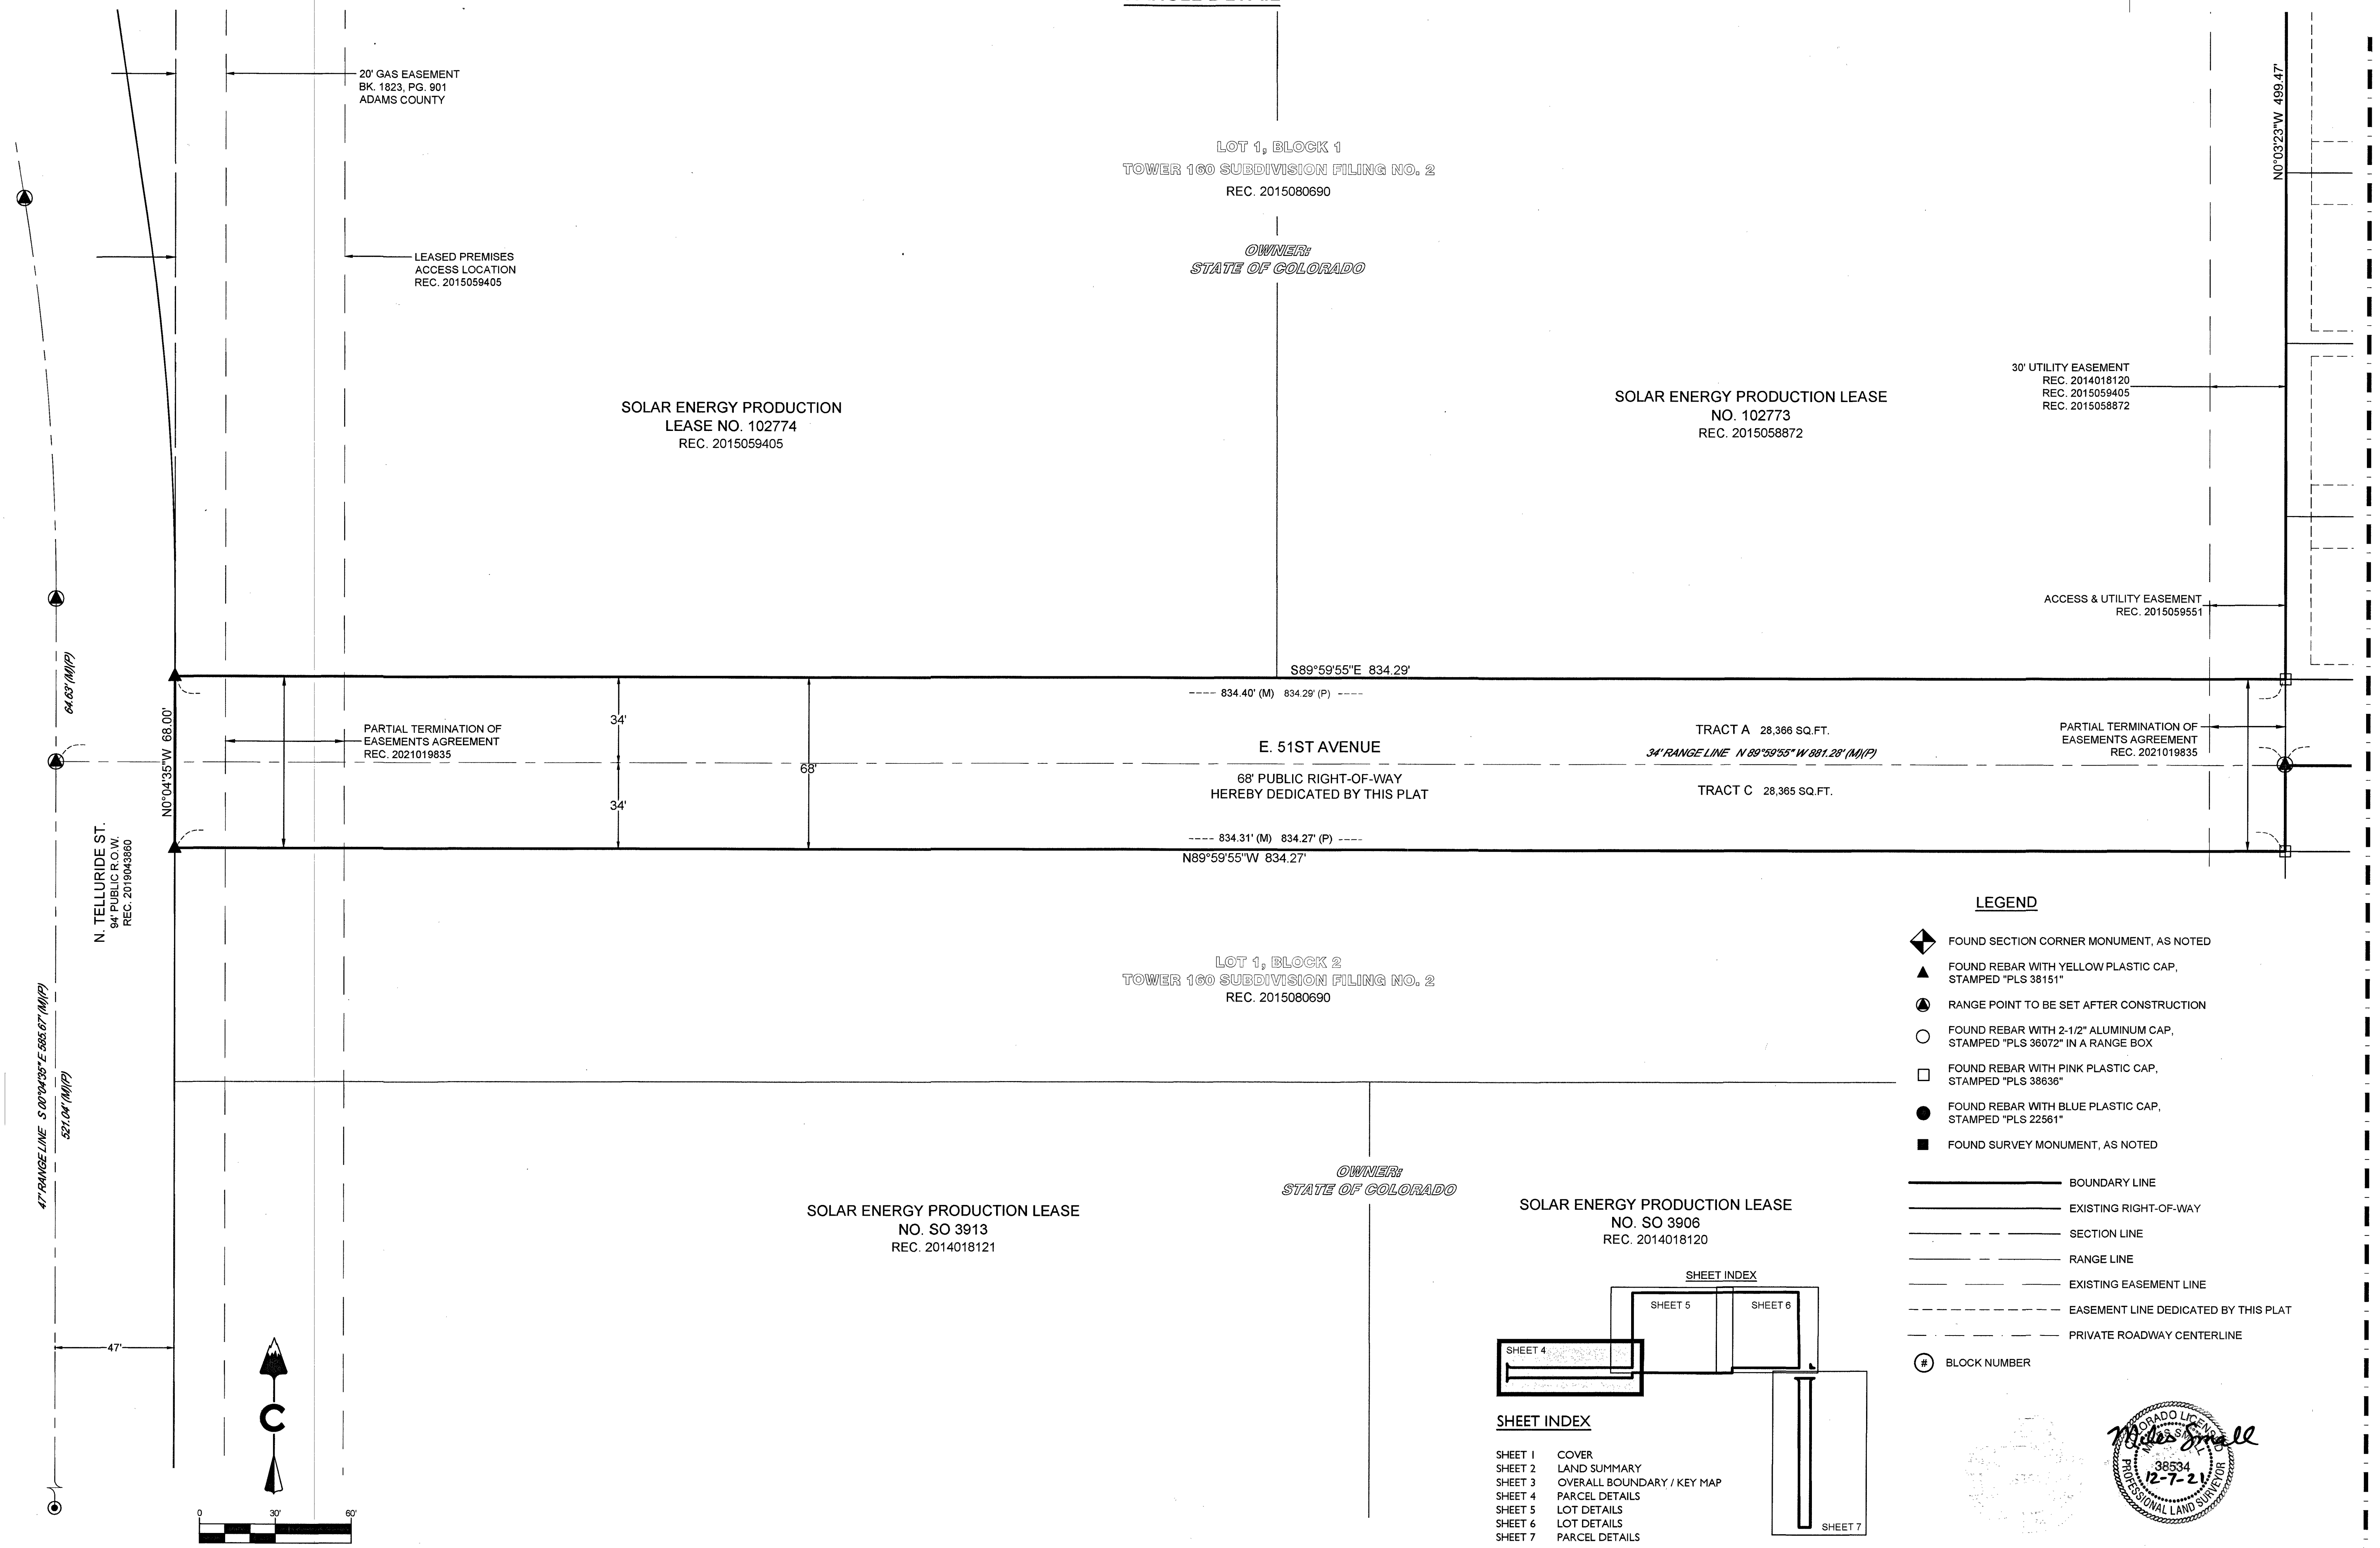 20' GAS EASEMENT
BK. 1823, PG. 901
ADAMS COUNTY
N0°03'23"W 499.47'
LOT 1, BLOCK 1
TOWER 160 SUBDIVISION FILING NO. 2
REC. 2015080690
OWNER:
STATE OF COLORADO
LEASED PREMISES
ACCESS LOCATION
REC. 2015059405
30' UTILITY EASEMENT
REC. 2014018120
REC. 2015059405
REC. 2015058872
SOLAR ENERGY PRODUCTION
LEASE NO. 102774
REC. 2015059405
SOLAR ENERGY PRODUCTION LEASE
NO. 102773
REC. 2015058872
ACCESS & UTILITY EASEMENT
REC. 2015059551
64.63' (M)(P)
S89°59'55"E 834.29'
834.40' (M) 834.29' (P)
N0°04'35"W 68.00'
PARTIAL TERMINATION OF
EASEMENTS AGREEMENT
REC. 2021019835
34'
34'
68'
E. 51ST AVENUE
68' PUBLIC RIGHT-OF-WAY
HEREBY DEDICATED BY THIS PLAT
TRACT A 28,366 SQ.FT.
34' RANGE LINE N 89°59'55" W 881.28' (M)(P)
TRACT C 28,365 SQ.FT.
PARTIAL TERMINATION OF
EASEMENTS AGREEMENT
REC. 2021019835
834.31' (M) 834.27' (P)
N89°59'55"W 834.27'
N. TELLURIDE ST.
94' PUBLIC R.O.W.
REC. 2019043860
47' RANGE LINE S 00°04'35" E 585.67' (M)(P)
521.04' (M)(P)
47'
LOT 1, BLOCK 2
TOWER 160 SUBDIVISION FILING NO. 2
REC. 2015080690
OWNER:
STATE OF COLORADO
SOLAR ENERGY PRODUCTION LEASE
NO. SO 3913
REC. 2014018121
SOLAR ENERGY PRODUCTION LEASE
NO. SO 3906
REC. 2014018120
LEGEND
FOUND SECTION CORNER MONUMENT, AS NOTED
FOUND REBAR WITH YELLOW PLASTIC CAP,
STAMPED "PLS 38151"
RANGE POINT TO BE SET AFTER CONSTRUCTION
FOUND REBAR WITH 2-1/2" ALUMINUM CAP,
STAMPED "PLS 36072" IN A RANGE BOX
FOUND REBAR WITH PINK PLASTIC CAP,
STAMPED "PLS 38636"
FOUND REBAR WITH BLUE PLASTIC CAP,
STAMPED "PLS 22561"
FOUND SURVEY MONUMENT, AS NOTED
BOUNDARY LINE
EXISTING RIGHT-OF-WAY
SECTION LINE
RANGE LINE
EXISTING EASEMENT LINE
EASEMENT LINE DEDICATED BY THIS PLAT
PRIVATE ROADWAY CENTERLINE
# BLOCK NUMBER
SHEET INDEX
SHEET 5
SHEET 6
SHEET 4
SHEET 7
SHEET INDEX
SHEET 1 COVER
SHEET 2 LAND SUMMARY
SHEET 3 OVERALL BOUNDARY / KEY MAP
SHEET 4 PARCEL DETAILS
SHEET 5 LOT DETAILS
SHEET 6 LOT DETAILS
SHEET 7 PARCEL DETAILS
C
0 30' 60'
COLORADO LICENSED
MILES SMALL
Miles Small
38534
12-7-21
PROFESSIONAL LAND SURVEYOR